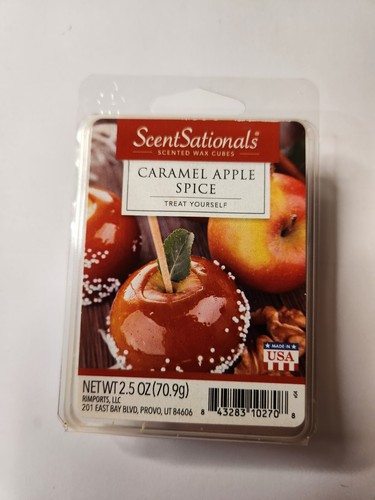 ScentSationals®
SCENTED WAX CUBES
CARAMEL APPLE
SPICE
TREAT YOURSELF
MADE IN
USA
NET WT 2.5 OZ (70.9g)
RIMPORTS, LLC
201 EAST BAY BLVD, PROVO, UT 84606
8 43283 10270 8